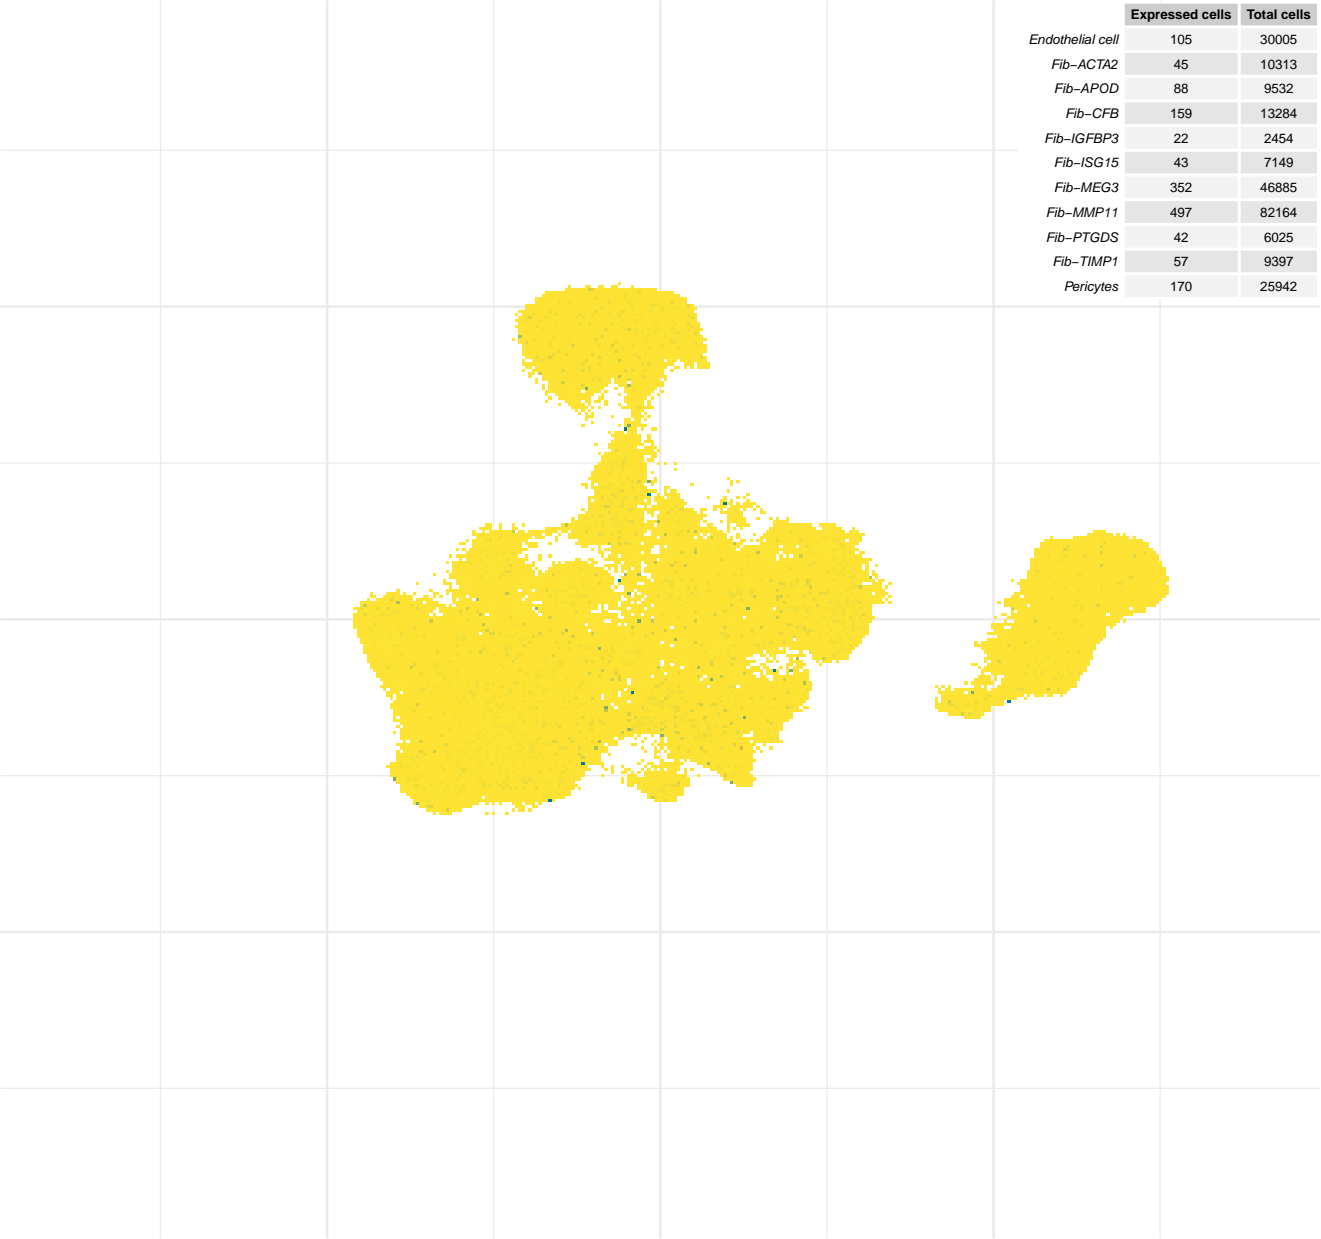 Expressed cells Total cells
Endothelial cell 105 30005
Fib−ACTA2 45 10313
Fib−APOD 88 9532
Fib−CFB 159 13284
Fib−IGFBP3 22 2454
Fib−ISG15 43 7149
Fib−MEG3 352 46885
Fib−MMP11 497 82164
Fib−PTGDS 42 6025
Fib−TIMP1 57 9397
Pericytes 170 25942